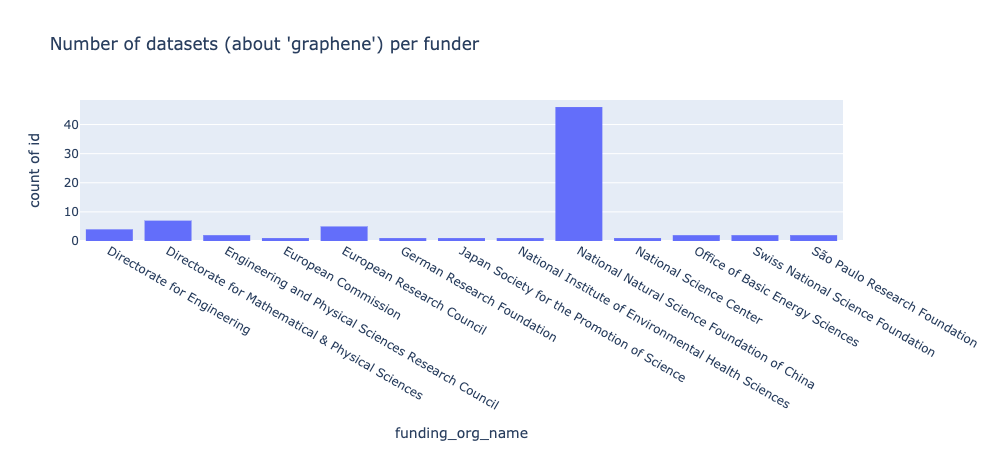 Number of datasets (about 'graphene') per funder
count of id
40
30
20
10
0
Directorate for Engineering
Directorate for Mathematical & Physical Sciences
Engineering and Physical Sciences Research Council
European Commission
European Research Council
German Research Foundation
Japan Society for the Promotion of Science
National Institute of Environmental Health Sciences
National Natural Science Foundation of China
National Science Center
Office of Basic Energy Sciences
Swiss National Science Foundation
São Paulo Research Foundation
funding_org_name